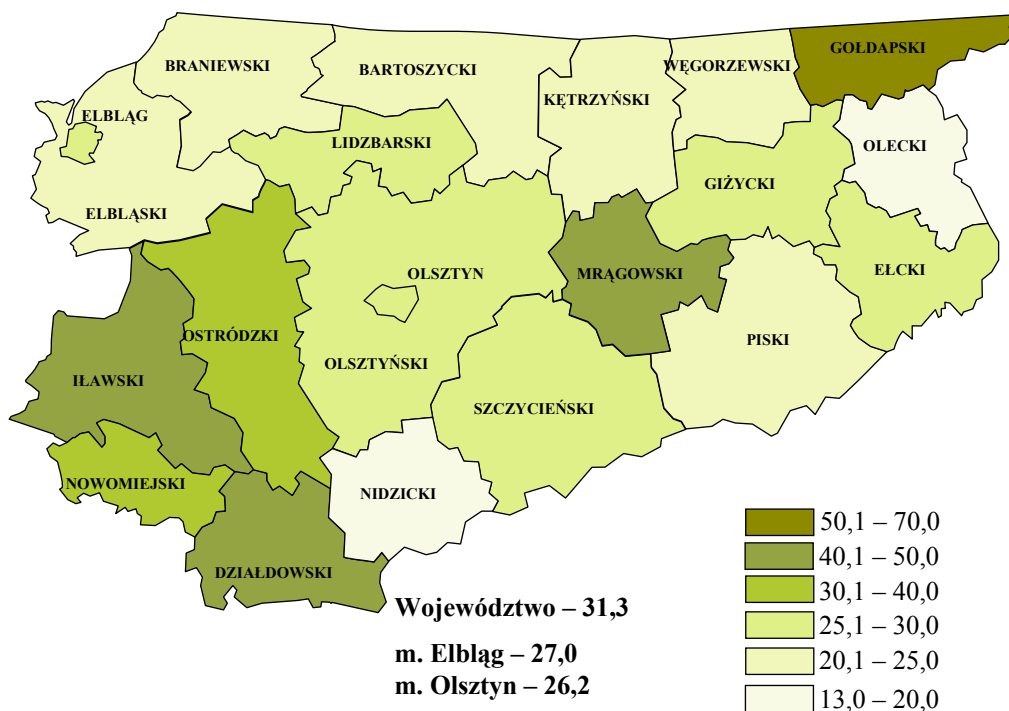 GOŁDAPSKI
BRANIEWSKI
BARTOSZYCKI
WĘGORZEWSKI
KĘTRZYŃSKI
ELBLĄG
LIDZBARSKI
OLECKI
GIŻYCKI
ELBLĄSKI
OLSZTYN
MRĄGOWSKI
EŁCKI
OSTRÓDZKI
PISKI
OLSZTYŃSKI
IŁAWSKI
SZCZYCIEŃSKI
NOWOMIEJSKI
NIDZICKI
DZIAŁDOWSKI
Województwo – 31,3
m. Elbląg – 27,0
m. Olsztyn – 26,2
50,1 – 70,0
40,1 – 50,0
30,1 – 40,0
25,1 – 30,0
20,1 – 25,0
13,0 – 20,0